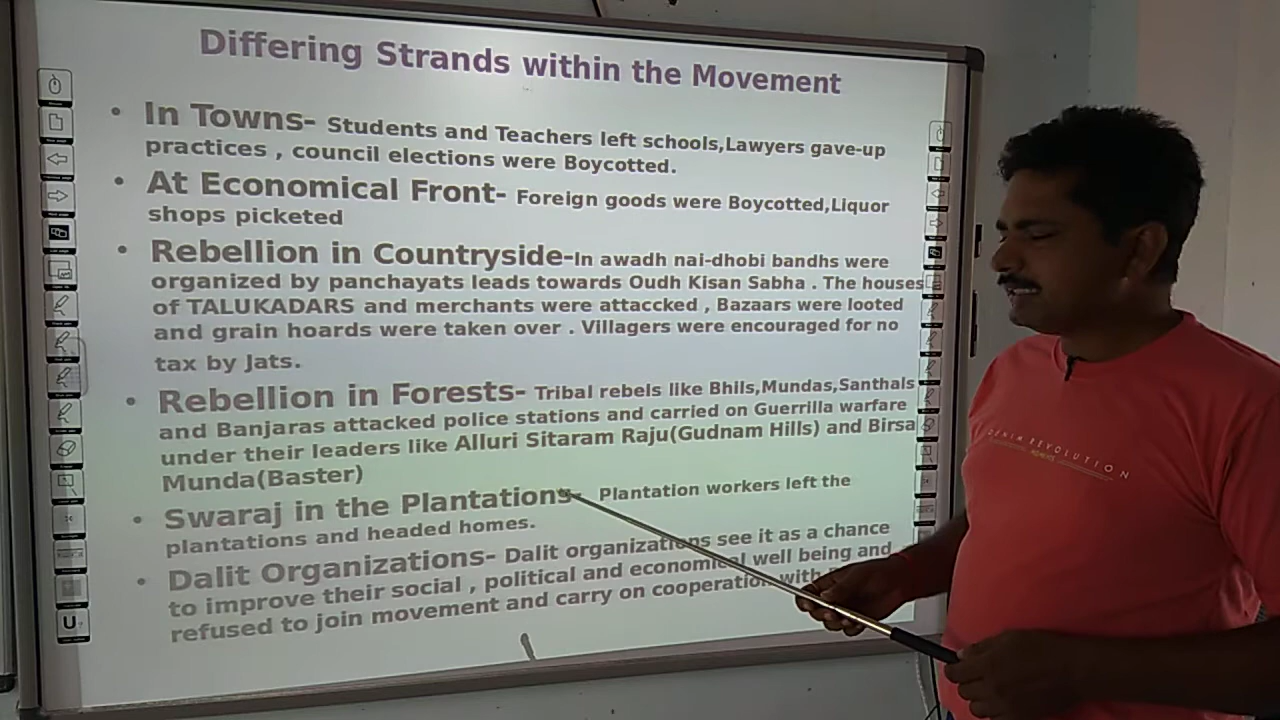 Differing Strands within the Movement
• In Towns- Students and Teachers left schools,Lawyers gave-up
practices , council elections were Boycotted.
• At Economical Front- Foreign goods were Boycotted,Liquor
shops picketed
• Rebellion in Countryside-In awadh nai-dhobi bandhs were
organized by panchayats leads towards Oudh Kisan Sabha . The houses
of TALUKADARS and merchants were attaccked , Bazaars were looted
and grain hoards were taken over . Villagers were encouraged for no
tax by Jats.
• Rebellion in Forests- Tribal rebels like Bhils,Mundas,Santhals
and Banjaras attacked police stations and carried on Guerrilla warfare
under their leaders like Alluri Sitaram Raju(Gudnam Hills) and Birsa
Munda(Baster)
• Swaraj in the Plantations- Plantation workers left the
plantations and headed homes.
• Dalit Organizations- Dalit organizations see it as a chance
to improve their social , political and economical well being and
refused to join movement and carry on cooperation with
DENIM REVOLUTION